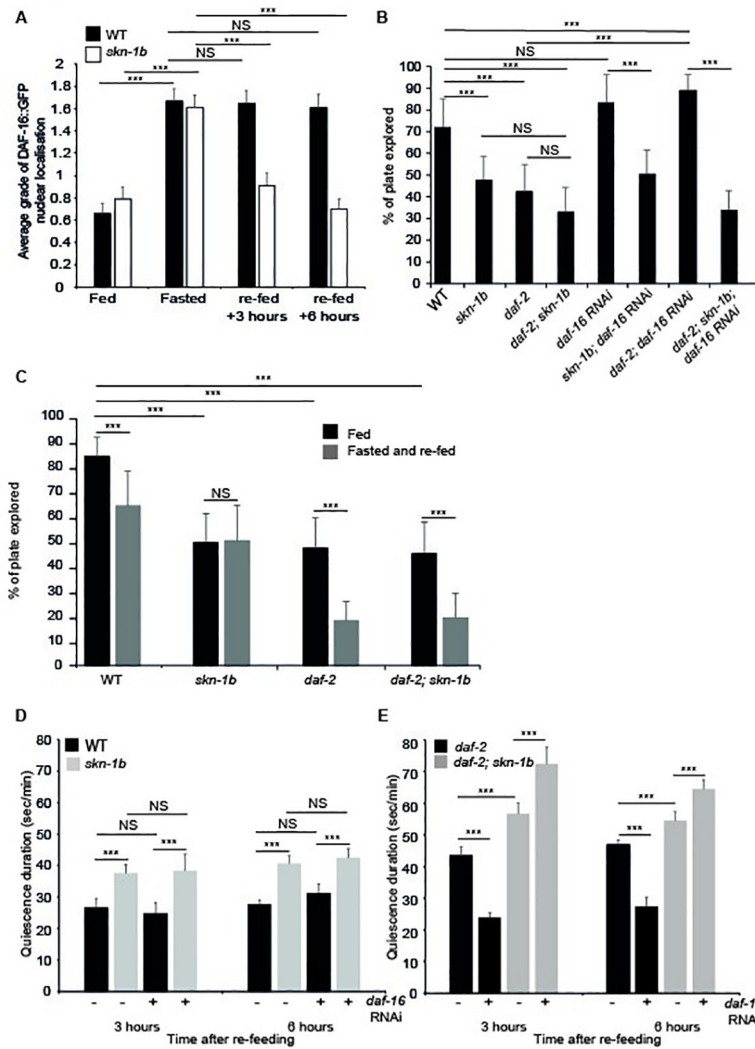 A
WT
skn-1b
***
NS
***
NS
***
***
Average grade of DAF-16::GFP
nuclear localisation
2
1.8
1.6
1.4
1.2
1
0.8
0.6
0.4
0.2
0
Fed
Fasted
re-fed
+3 hours
re-fed
+6 hours
B
***
***
NS
***
***
***
***
***
NS
NS
% of plate explored
100
90
80
70
60
50
40
30
20
10
0
WT
skn-1b
daf-2
daf-2; skn-1b
daf-16 RNAi
skn-1b; daf-16 RNAi
daf-2; daf-16 RNAi
daf-2; skn-1b;
daf-16 RNAi
C
***
***
***
***
NS
***
***
Fed
Fasted and re-fed
% of plate explored
100
90
80
70
60
50
40
30
20
10
0
WT
skn-1b
daf-2
daf-2; skn-1b
D
WT
skn-1b
NS
NS
***
***
NS
NS
***
***
Quiescence duration (sec/min)
80
70
60
50
40
30
20
10
0
- - + +
- - + +
daf-16
RNAi
3 hours
6 hours
Time after re-feeding
E
daf-2
daf-2; skn-1b
***
***
***
***
***
***
Quiescence duration (sec/min)
80
70
60
50
40
30
20
10
0
- + - +
- + - +
daf-1
RNA
3 hours
6 hours
Time after re-feeding